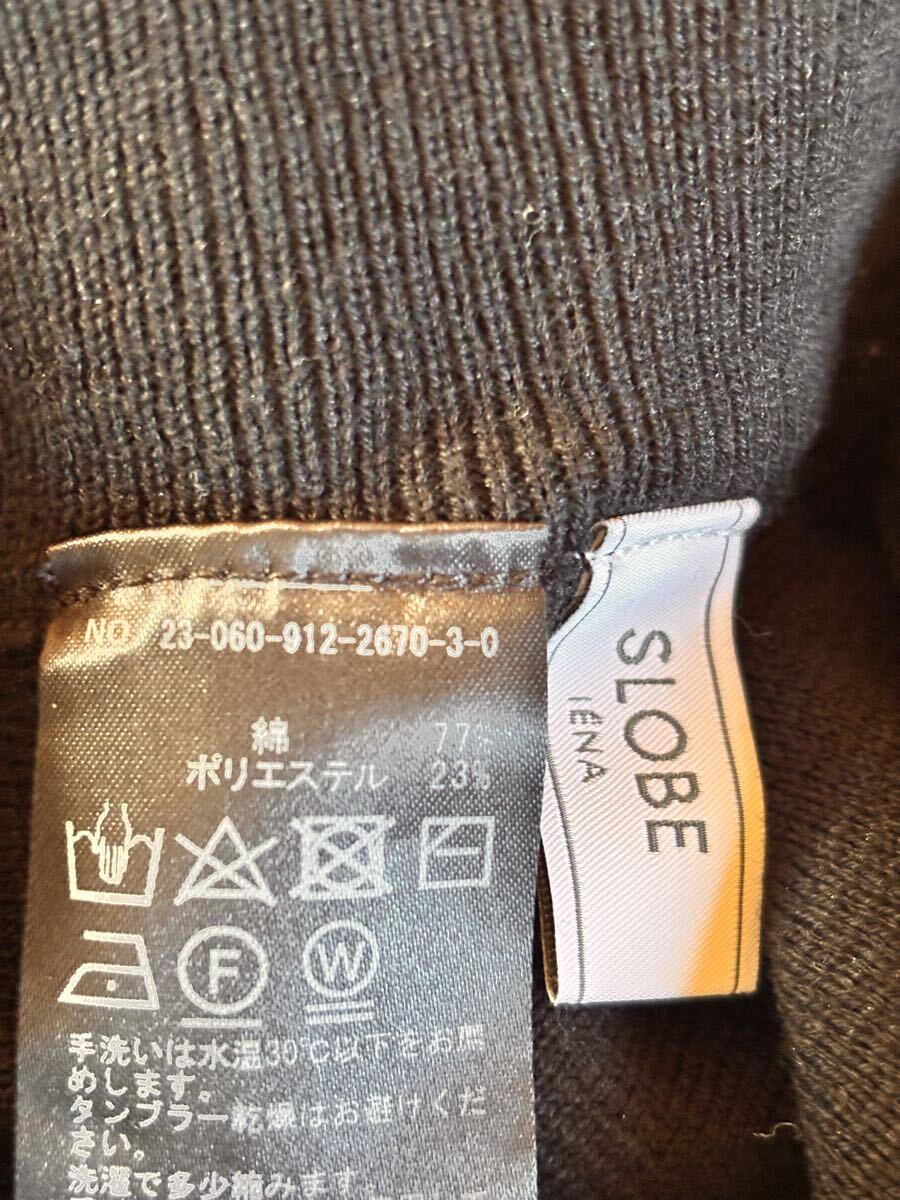 NO 23-060-912-2670-3-0
綿 77%
ポリエステル 23%
F
W
手洗いは水温30℃以下をお薦
めします。
タンブラー乾燥はお避けくだ
さい。
洗濯で多少縮みます。
SLOBE
IÉNA